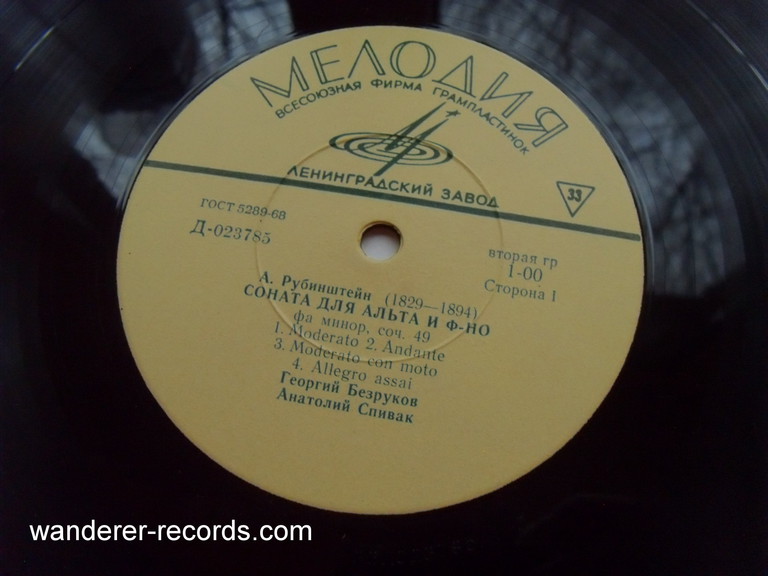 МЕЛОДИЯ
ВСЕСОЮЗНАЯ ФИРМА ГРАМПЛАСТИНОК
ЛЕНИНГРАДСКИЙ ЗАВОД
33
ГОСТ 5289-68
Д-023785
вторая гр
1-00
Сторона 1
А. Рубинштейн (1829—1894)
СОНАТА ДЛЯ АЛЬТА И Ф-НО
фа минор, соч. 49
1. Moderato 2. Andante
3. Moderato con moto
4. Allegro assai
Георгий Безруков
Анатолий Спивак
wanderer-records.com